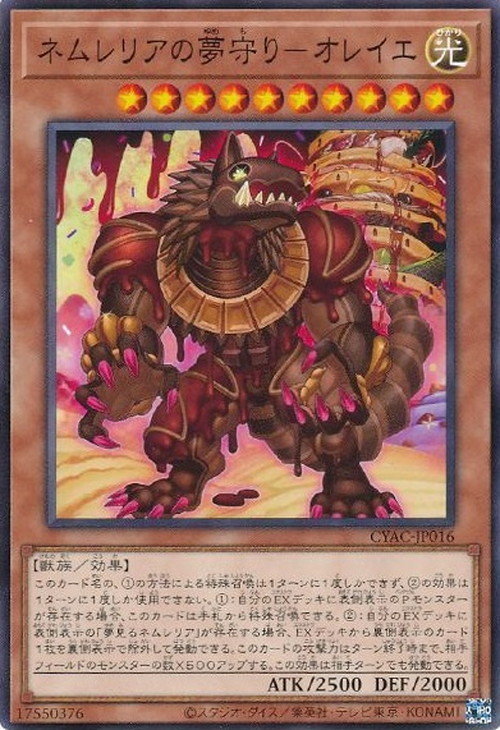 ネムレリアの夢守り－オレイエ
光
CYAC-JP016
【獣族／効果】
このカード名の、①の方法による特殊召喚は1ターンに1度しかできず、②の効果は
1ターンに1度しか使用できない。①：自分のEXデッキに表側表示のPモンスター
が存在する場合、このカードは手札から特殊召喚できる。②：自分のEXデッキに
表側表示の「夢見るネムレリア」が存在する場合、EXデッキから裏側表示のカード
1枚を裏側表示で除外して発動できる。このカードの攻撃力はターン終了時まで、相手
フィールドのモンスターの数×500アップする。この効果は相手ターンでも発動できる。
ATK/2500 DEF/2000
17550376 ©スタジオ・ダイス／集英社・テレビ東京・KONAMI